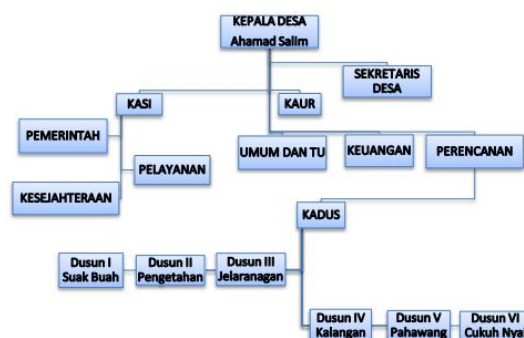 KEPALA DESA
Ahamad Salim
SEKRETARIS
DESA
KASI
KAUR
PEMERINTAH
UMUM DAN TU
KEUANGAN
PERENCANAN
PELAYANAN
KESEJAHTERAAN
KADUS
Dusun I
Suak Buah
Dusun II
Pengetahan
Dusun III
Jelaranagan
Dusun IV
Kalangan
Dusun V
Pahawang
Dusun VI
Cukuh Nyai